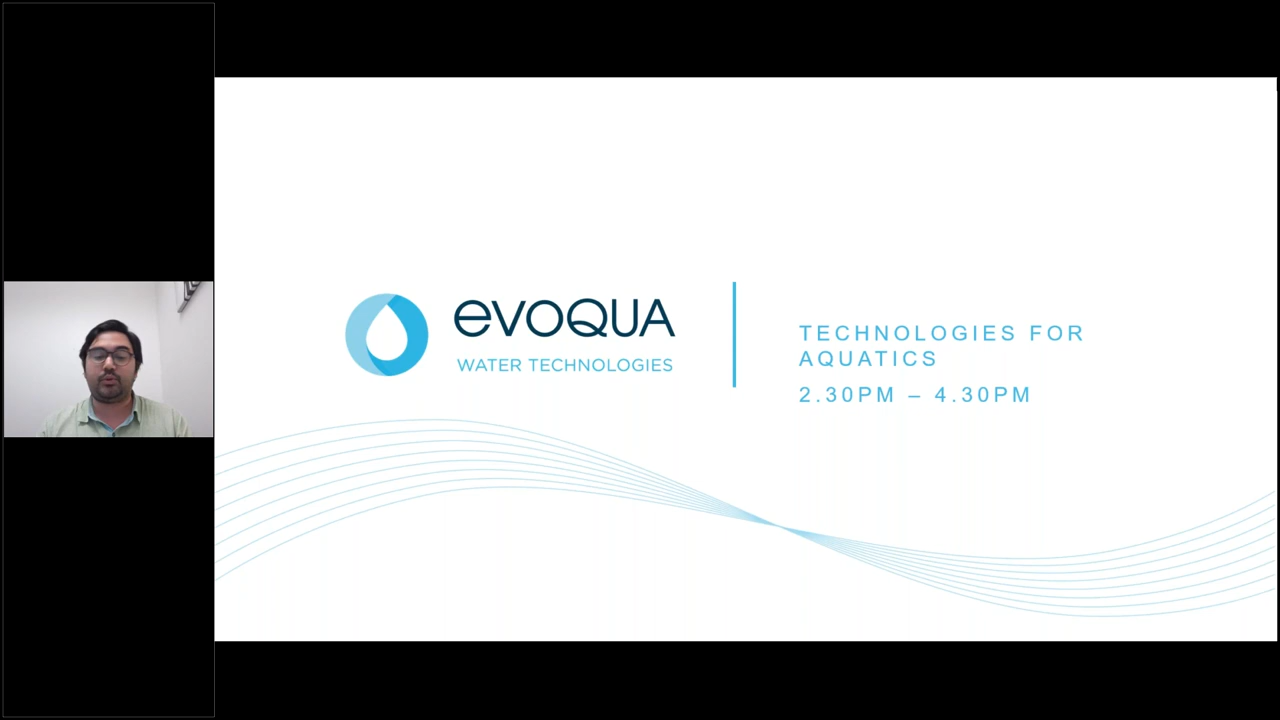 evoQUA
WATER TECHNOLOGIES
TECHNOLOGIES FOR
AQUATICS
2.30PM – 4.30PM